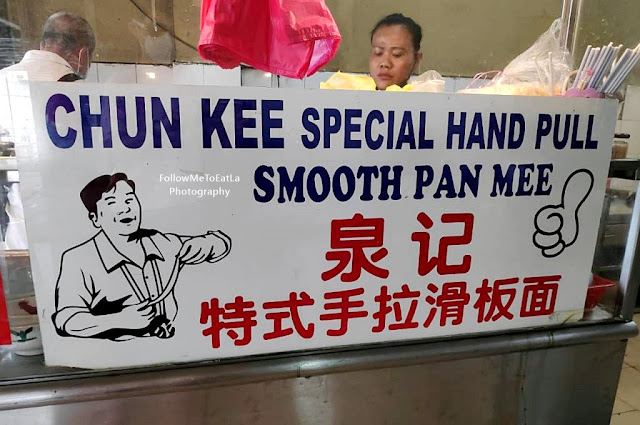 CHUN KEE SPECIAL HAND PULL
SMOOTH PAN MEE
FollowMeToEatLa
Photography
泉记
特式手拉滑板面